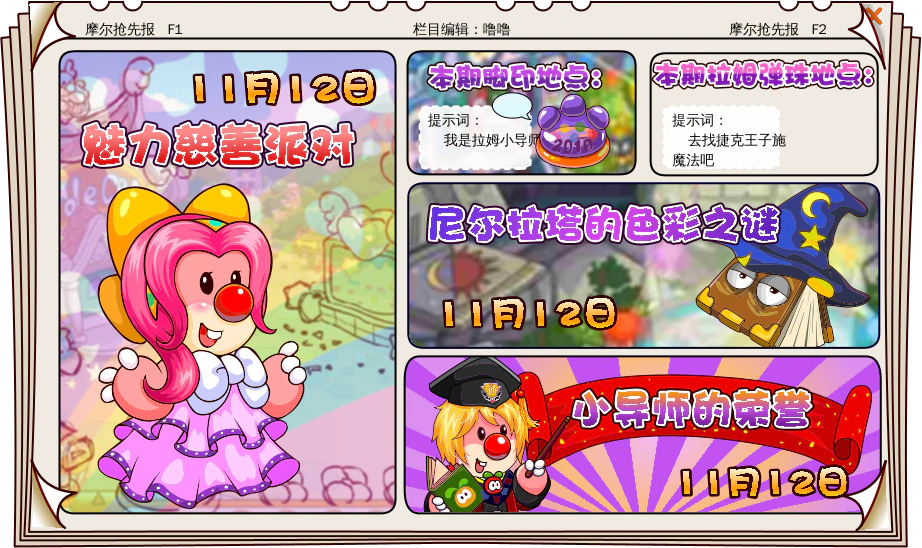 摩尔抢先报 F1
栏目编辑：噜噜
摩尔抢先报 F2
11月12日
魅力慈善派对
本期脚印地点：
提示词：
我是拉姆小导师
2010
本期拉姆弹珠地点：
提示词：
去找捷克王子施
魔法吧
尼尔拉塔的色彩之谜
11月12日
小导师的荣誉
11月12日